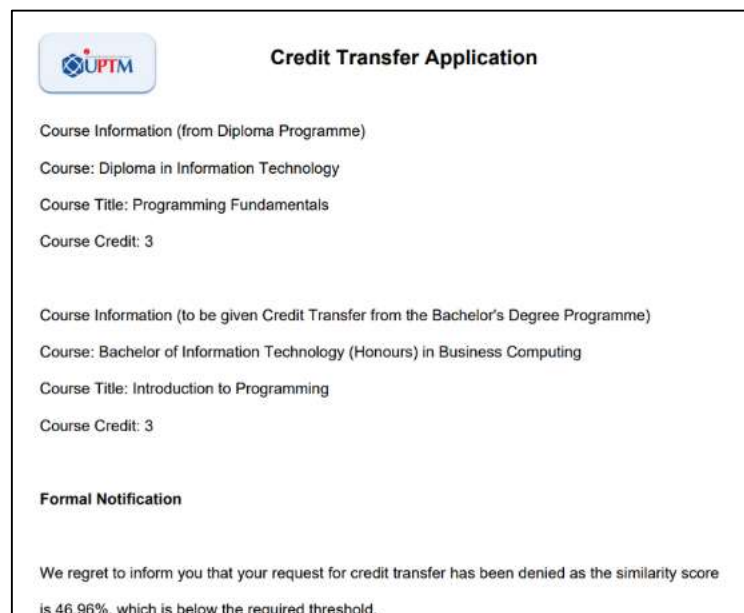 UPTM
Credit Transfer Application
Course Information (from Diploma Programme)
Course: Diploma in Information Technology
Course Title: Programming Fundamentals
Course Credit: 3
Course Information (to be given Credit Transfer from the Bachelor's Degree Programme)
Course: Bachelor of Information Technology (Honours) in Business Computing
Course Title: Introduction to Programming
Course Credit: 3
Formal Notification
We regret to inform you that your request for credit transfer has been denied as the similarity score
is 46.96%, which is below the required threshold.